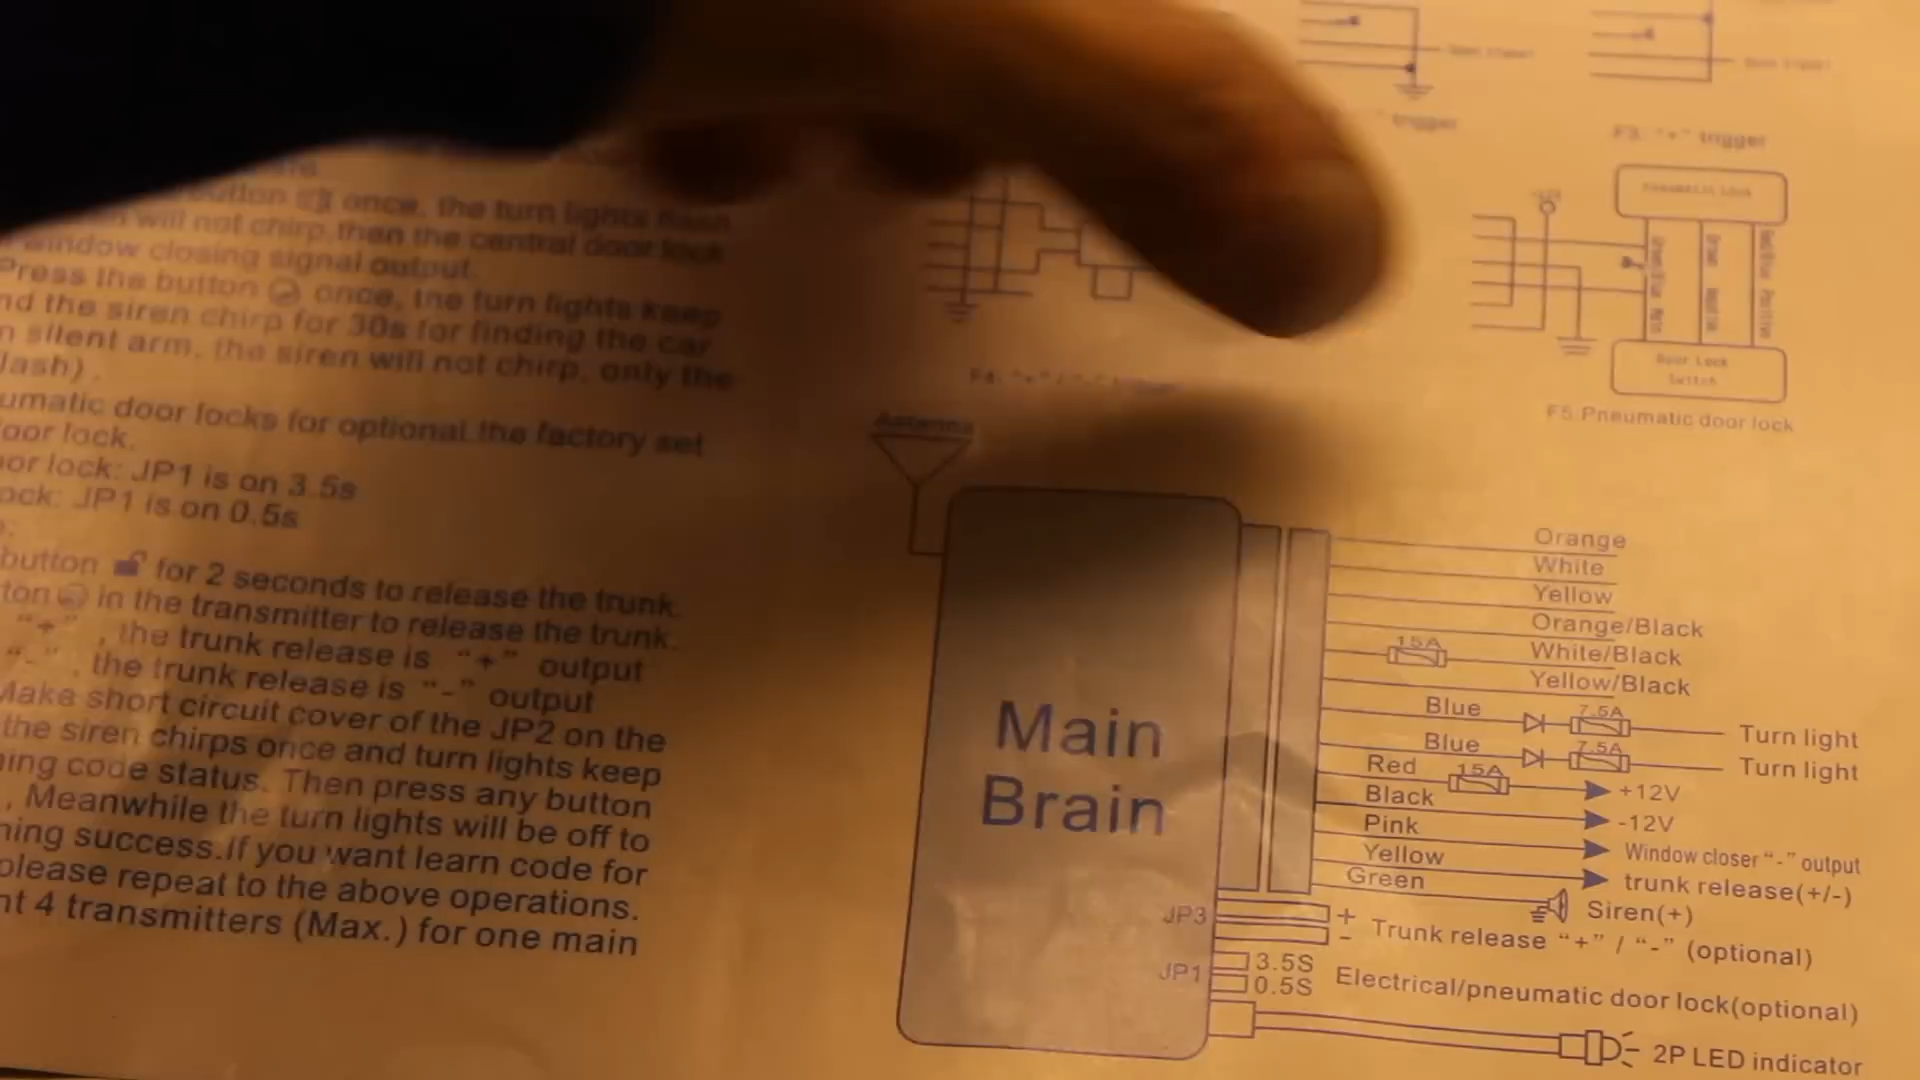 button once, the turn lights flash
will not chirp,then the central door lock
window closing signal output.
Press the button once, the turn lights keep
nd the siren chirp for 30s for finding the car
n silent arm, the siren will not chirp, only the
lash).
umatic door locks for optional,the factory set
oor lock.
or lock: JP1 is on 3.5s
ock: JP1 is on 0.5s
button for 2 seconds to release the trunk.
ton in the transmitter to release the trunk.
"+" , the trunk release is "+" output
"-" , the trunk release is "-" output
Make short circuit cover of the JP2 on the
the siren chirps once and turn lights keep
ning code status. Then press any button
, Meanwhile the turn lights will be off to
ning success.If you want learn code for
please repeat to the above operations.
nt 4 transmitters (Max.) for one main
" trigger
F3: "+" trigger
Pneumatic Lock
Door Lock
Switch
F5:Pneumatic door lock
Antenna
Main
Brain
Orange
White
Yellow
Orange/Black
15A
White/Black
Yellow/Black
Blue
7.5A
Turn light
Blue
7.5A
Turn light
Red
15A
+12V
Black
-12V
Pink
Window closer "-" output
Yellow
trunk release(+/-)
Green
Siren(+)
JP3
+
-
Trunk release "+" / "-" (optional)
JP1
3.5S
0.5S
Electrical/pneumatic door lock(optional)
2P LED indicator